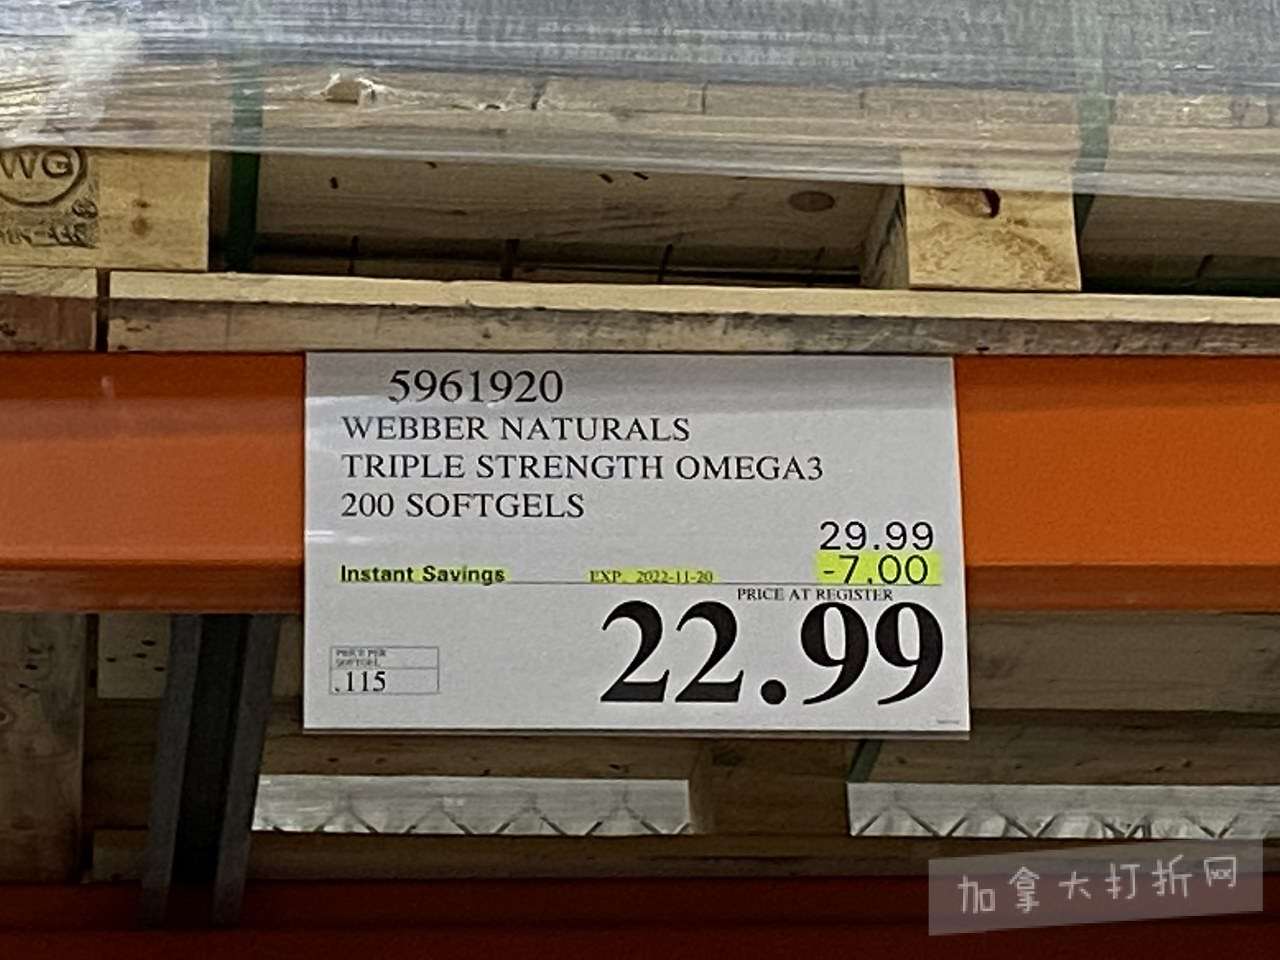 WG
5961920
WEBBER NATURALS
TRIPLE STRENGTH OMEGA3
200 SOFTGELS
29.99
Instant Savings EXP. 2022-11-20 -7.00
PRICE AT REGISTER
22.99
PRICE PER
SOFTGEL
.115
加拿大打折网